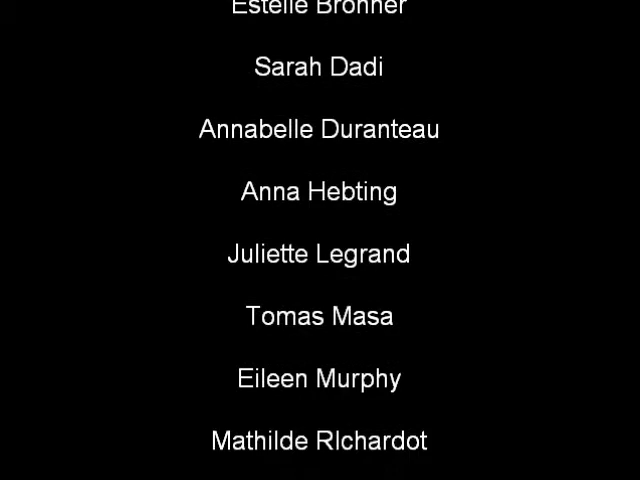 Estelle Bronner
Sarah Dadi
Annabelle Duranteau
Anna Hebting
Juliette Legrand
Tomas Masa
Eileen Murphy
Mathilde RIchardot